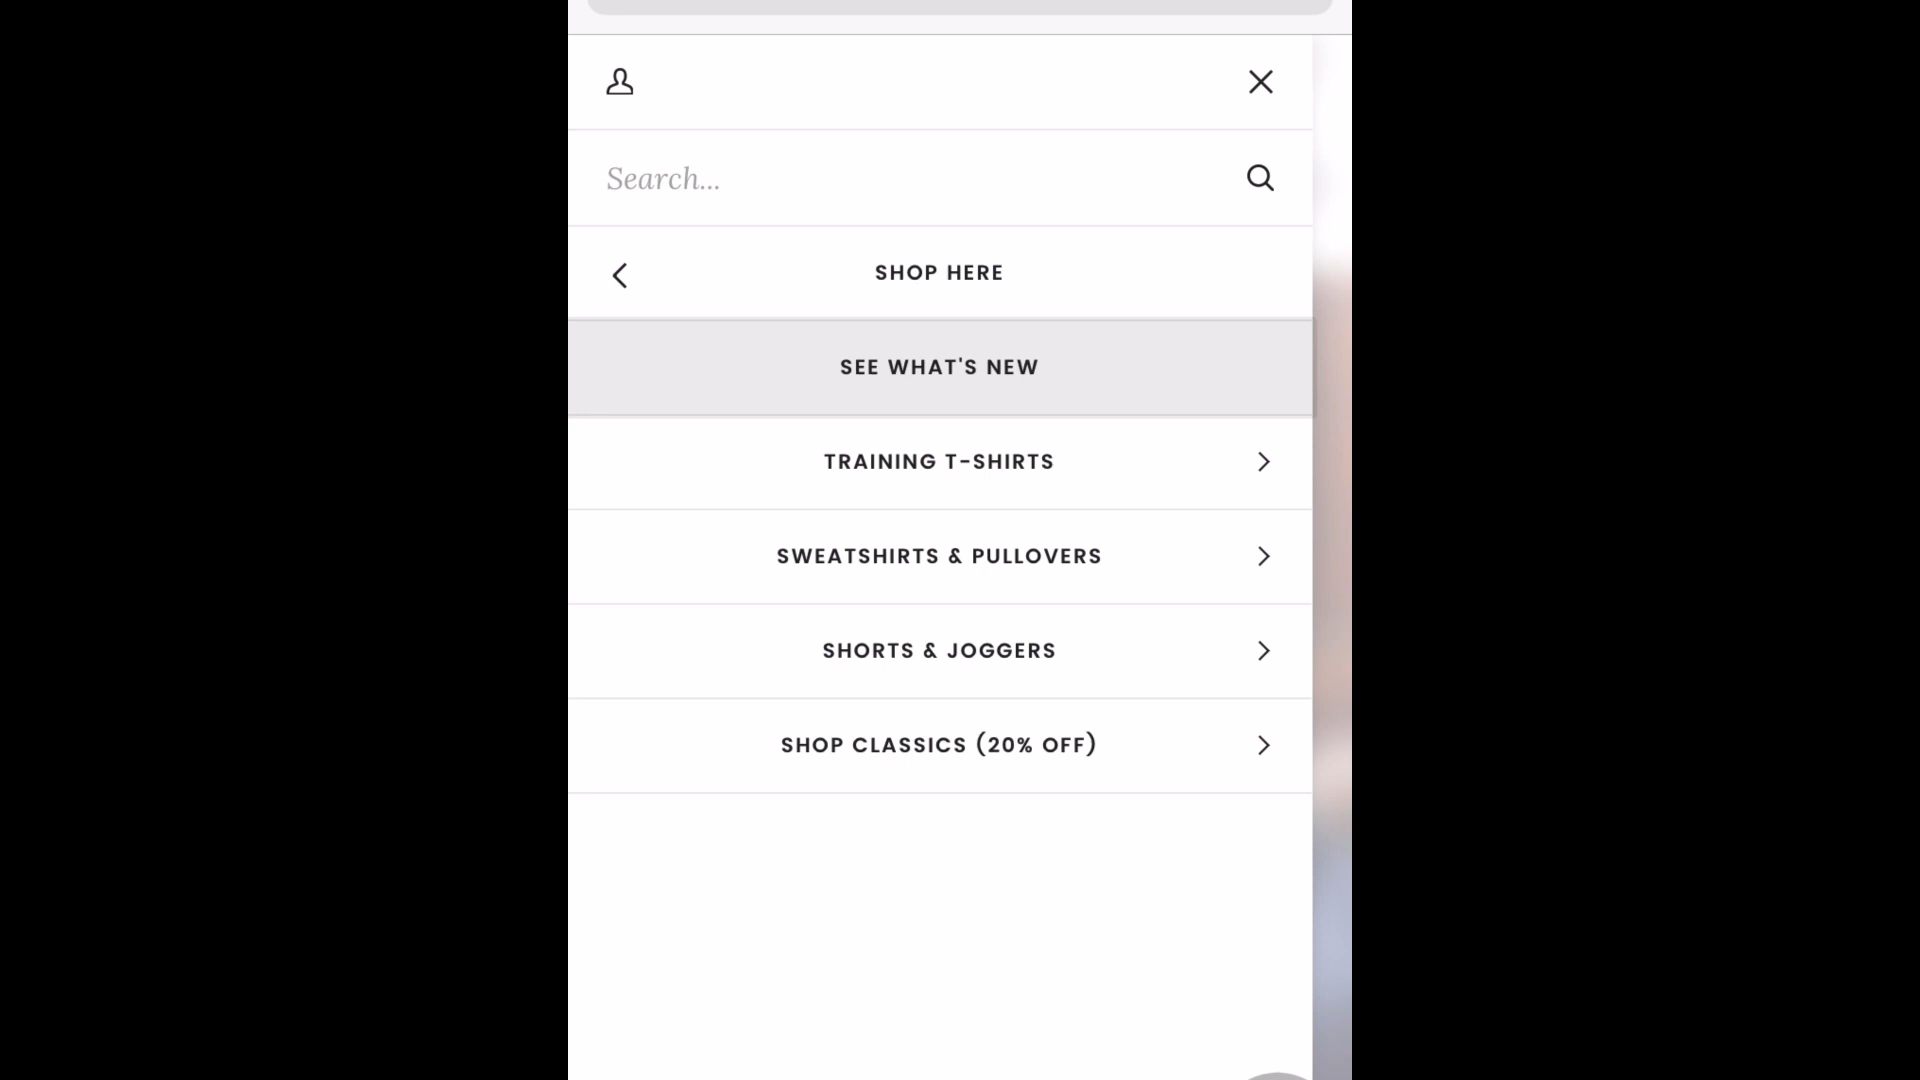 Search...
SHOP HERE
SEE WHAT'S NEW
TRAINING T-SHIRTS
SWEATSHIRTS & PULLOVERS
SHORTS & JOGGERS
SHOP CLASSICS (20% OFF)